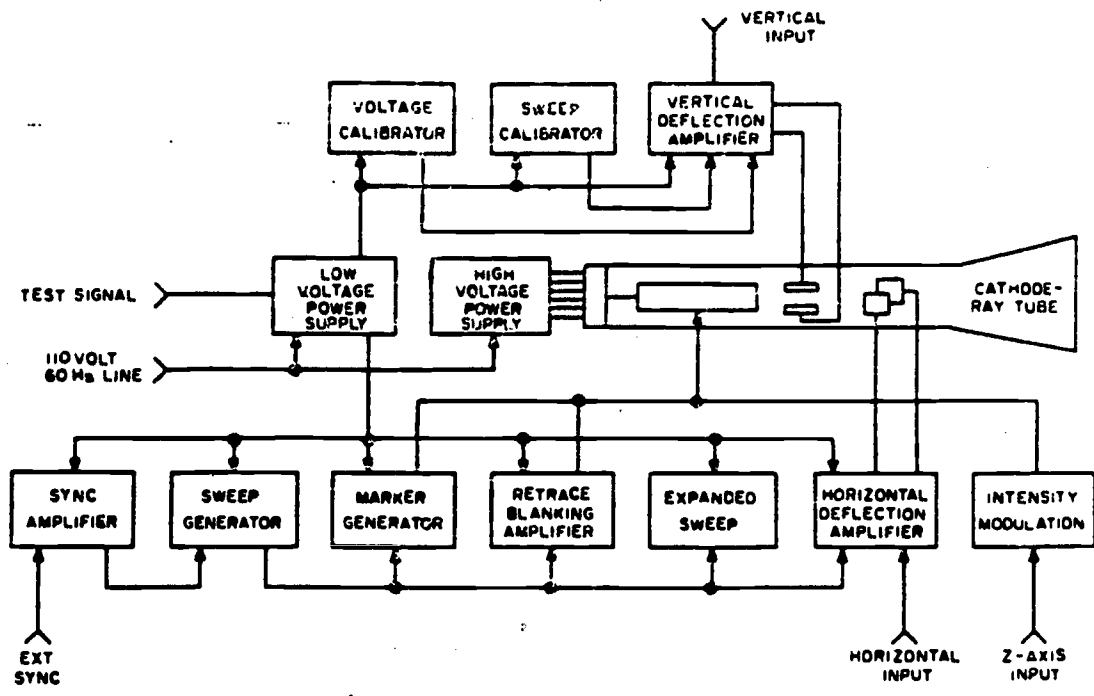 VERTICAL
INPUT
VOLTAGE
CALIBRATOR
SWEEP
CALIBRATOR
VERTICAL
DEFLECTION
AMPLIFIER
TEST SIGNAL
LOW
VOLTAGE
POWER
SUPPLY
HIGH
VOLTAGE
POWER
SUPPLY
CATHODE-
RAY TUBE
110 VOLT
60 Hz LINE
SYNC
AMPLIFIER
SWEEP
GENERATOR
MARKER
GENERATOR
RETRACE
BLANKING
AMPLIFIER
EXPANDED
SWEEP
HORIZONTAL
DEFLECTION
AMPLIFIER
INTENSITY
MODULATION
EXT
SYNC
HORIZONTAL
INPUT
Z-AXIS
INPUT